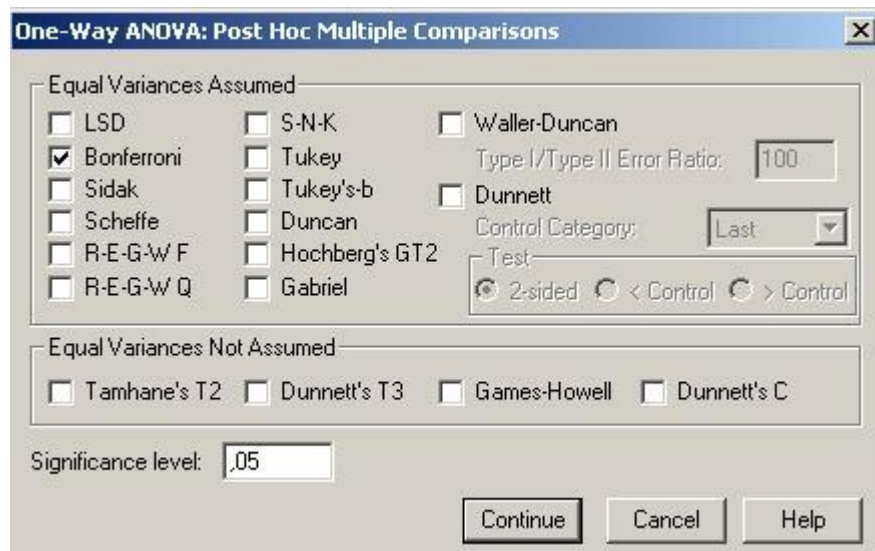 One-Way ANOVA: Post Hoc Multiple Comparisons
Equal Variances Assumed
LSD S-N-K Waller-Duncan
Bonferroni Tukey Type I/Type II Error Ratio: 100
Sidak Tukey's-b Dunnett
Scheffe Duncan Control Category: Last
R-E-G-W F Hochberg's GT2 Test
R-E-G-W Q Gabriel 2-sided < Control > Control
Equal Variances Not Assumed
Tamhane's T2 Dunnett's T3 Games-Howell Dunnett's C
Significance level: ,05
Continue Cancel Help